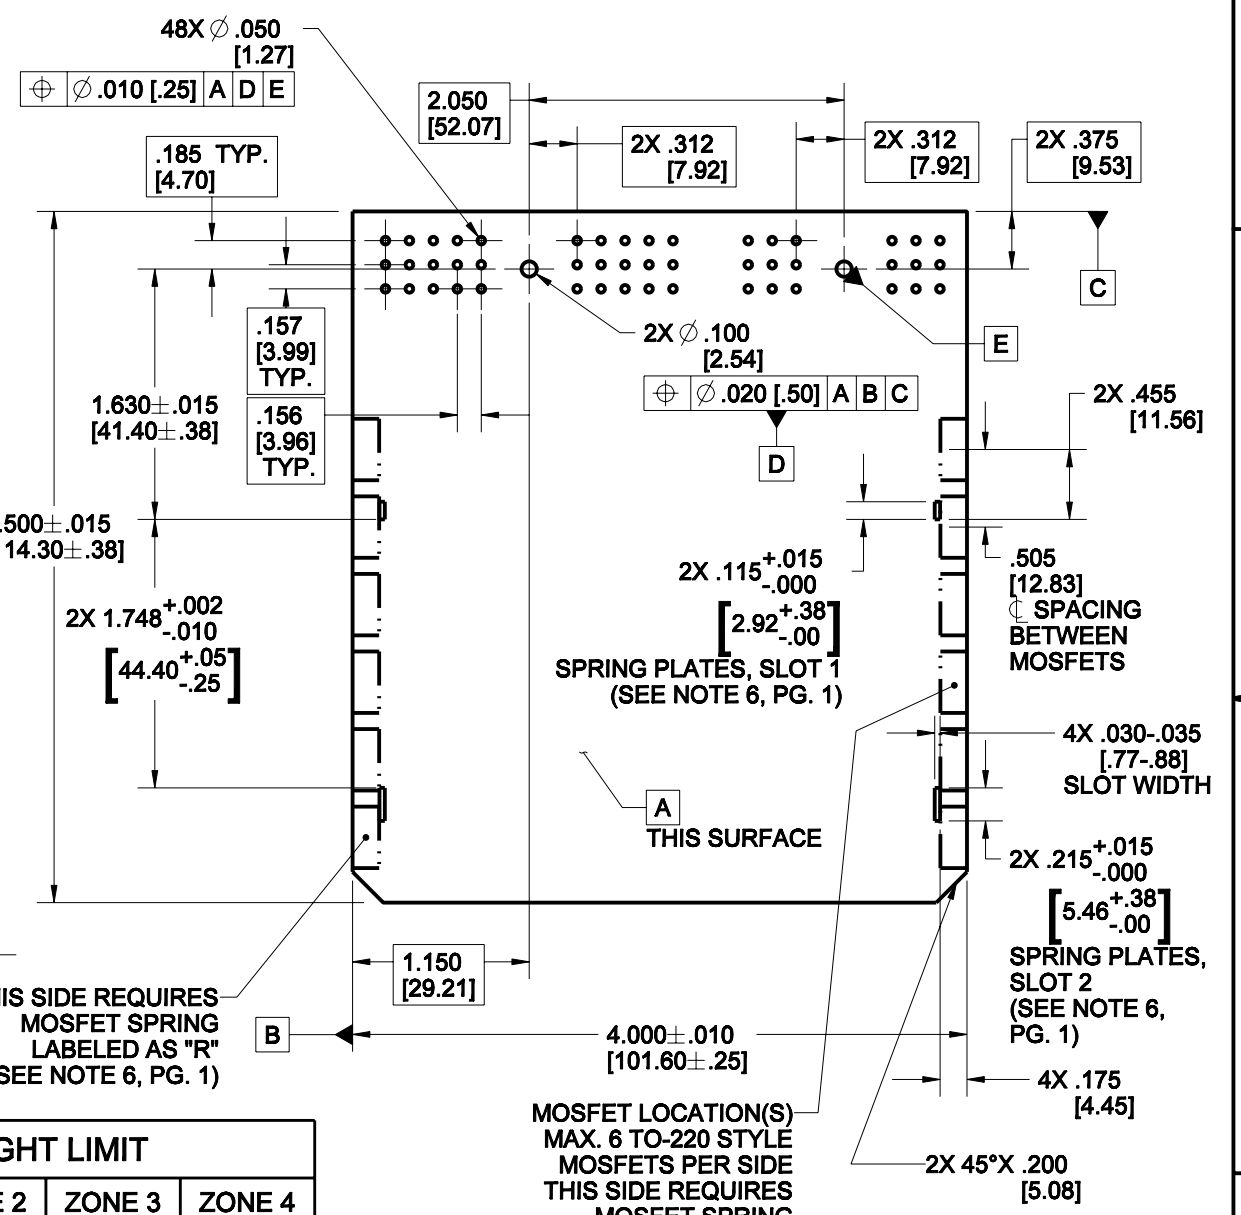 48X ∅ .050
[1.27]
⌖ ∅ .010 [.25] A D E
2.050
[52.07]
2X .312
[7.92]
2X .312
[7.92]
2X .375
[9.53]
.185 TYP.
[4.70]
C
.157
[3.99]
TYP.
2X ∅ .100
[2.54]
⌖ ∅ .020 [.50] A B C
E
D
1.630±.015
[41.40±.38]
.156
[3.96]
TYP.
2X .455
[11.56]
.500±.015
14.30±.38]
2X .115 +.015 -.000
[2.92 +.38 -.00]
SPRING PLATES, SLOT 1
(SEE NOTE 6, PG. 1)
.505
[12.83]
℄ SPACING
BETWEEN
MOSFETS
2X 1.748 +.002 -.010
[44.40 +.05 -.25]
4X .030-.035
[.77-.88]
SLOT WIDTH
A
THIS SURFACE
2X .215 +.015 -.000
[5.46 +.38 -.00]
SPRING PLATES,
SLOT 2
(SEE NOTE 6,
PG. 1)
1.150
[29.21]
SIDE REQUIRES
MOSFET SPRING
LABELED AS "R"
SEE NOTE 6, PG. 1)
B
4.000±.010
[101.60±.25]
4X .175
[4.45]
MOSFET LOCATION(S)
MAX. 6 TO-220 STYLE
MOSFETS PER SIDE
THIS SIDE REQUIRES
MOSFET SPRING
2X 45°X .200
[5.08]
LIMIT
2
ZONE 3
ZONE 4